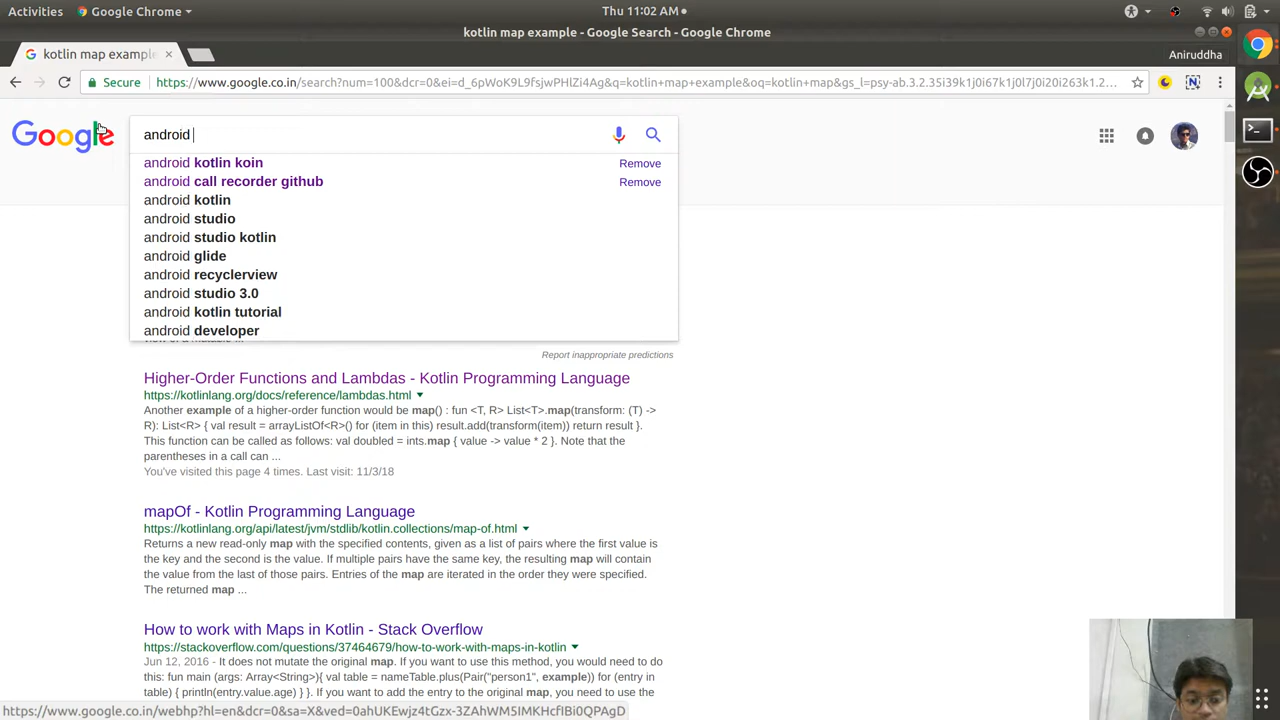 Activities
Google Chrome
Thu 11:02 AM
kotlin map example - Google Search - Google Chrome
kotlin map example
Aniruddha
Secure
https://www.google.co.in/search?num=100&dcr=0&ei=d_6pWoK9L9fsjwPHIZi4Ag&q=kotlin+map+example&oq=kotlin+map&gs_l=psy-ab.3.2.35i39k1j0i67k1j0l7j0i20i263k1.2...
Google
android
android kotlin koin
Remove
android call recorder github
Remove
android kotlin
android studio
android studio kotlin
android glide
android recyclerview
android studio 3.0
android kotlin tutorial
android developer
view of a mutable ...
Report inappropriate predictions
Higher-Order Functions and Lambdas - Kotlin Programming Language
https://kotlinlang.org/docs/reference/lambdas.html
Another example of a higher-order function would be map() : fun <T, R> List<T>.map(transform: (T) ->
R): List<R> { val result = arrayListOf<R>() for (item in this) result.add(transform(item)) return result }.
This function can be called as follows: val doubled = ints.map { value -> value * 2 }. Note that the
parentheses in a call can ...
You've visited this page 4 times. Last visit: 11/3/18
mapOf - Kotlin Programming Language
https://kotlinlang.org/api/latest/jvm/stdlib/kotlin.collections/map-of.html
Returns a new read-only map with the specified contents, given as a list of pairs where the first value is
the key and the second is the value. If multiple pairs have the same key, the resulting map will contain
the value from the last of those pairs. Entries of the map are iterated in the order they were specified.
The returned map ...
How to work with Maps in Kotlin - Stack Overflow
https://stackoverflow.com/questions/37464679/how-to-work-with-maps-in-kotlin
Jun 12, 2016 - It does not mutate the original map. If you want to use this method, you would need to do
this: fun main (args: Array<String>){ val table = nameTable.plus(Pair("person1", example)) for (entry in
table) { println(entry.value.age) } }. If you want to add the entry to the original map, you need to use the
https://www.google.co.in/webhp?hl=en&dcr=0&sa=X&ved=0ahUKEwjz4tGzx-3ZAhWM5IMKHcfIBi0QPAgD